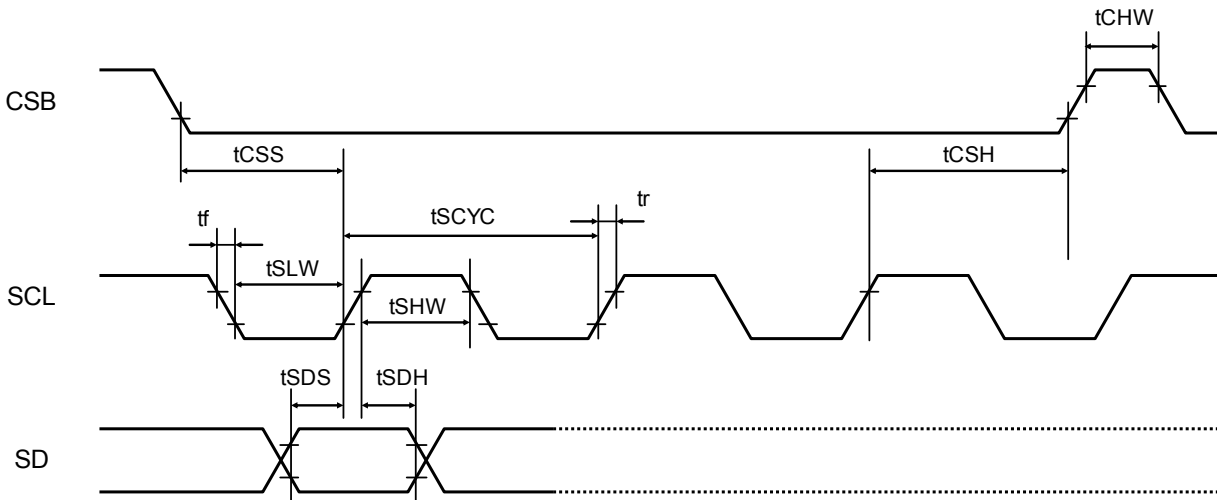 tCHW
CSB
tCSS
tCSH
tf
tSCYC
tr
tSLW
SCL
tSHW
tSDS
tSDH
SD